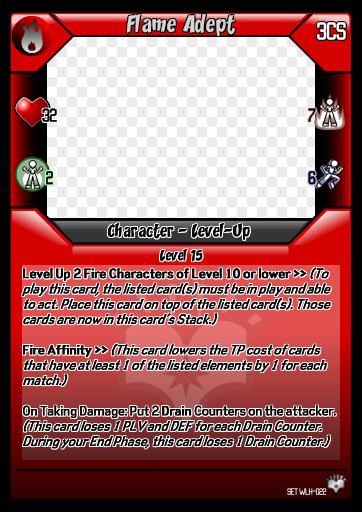 Flame Adept
3CS
32
7
2
6
Character - Level-Up
Level 15
Level Up 2 Fire Characters of Level 10 or lower >> (To
play this card, the listed card(s) must be in play and able
to act. Place this card on top of the listed card(s). Those
cards are now in this card's Stack.)
Fire Affinity >> (This card lowers the TP cost of cards
that have at least 1 of the listed elements by 1 for each
match.)
On Taking Damage: Put 2 Drain Counters on the attacker.
(This card loses 1 PLV and DEF for each Drain Counter.
During your End Phase, this card loses 1 Drain Counter.)
SET WLH-022